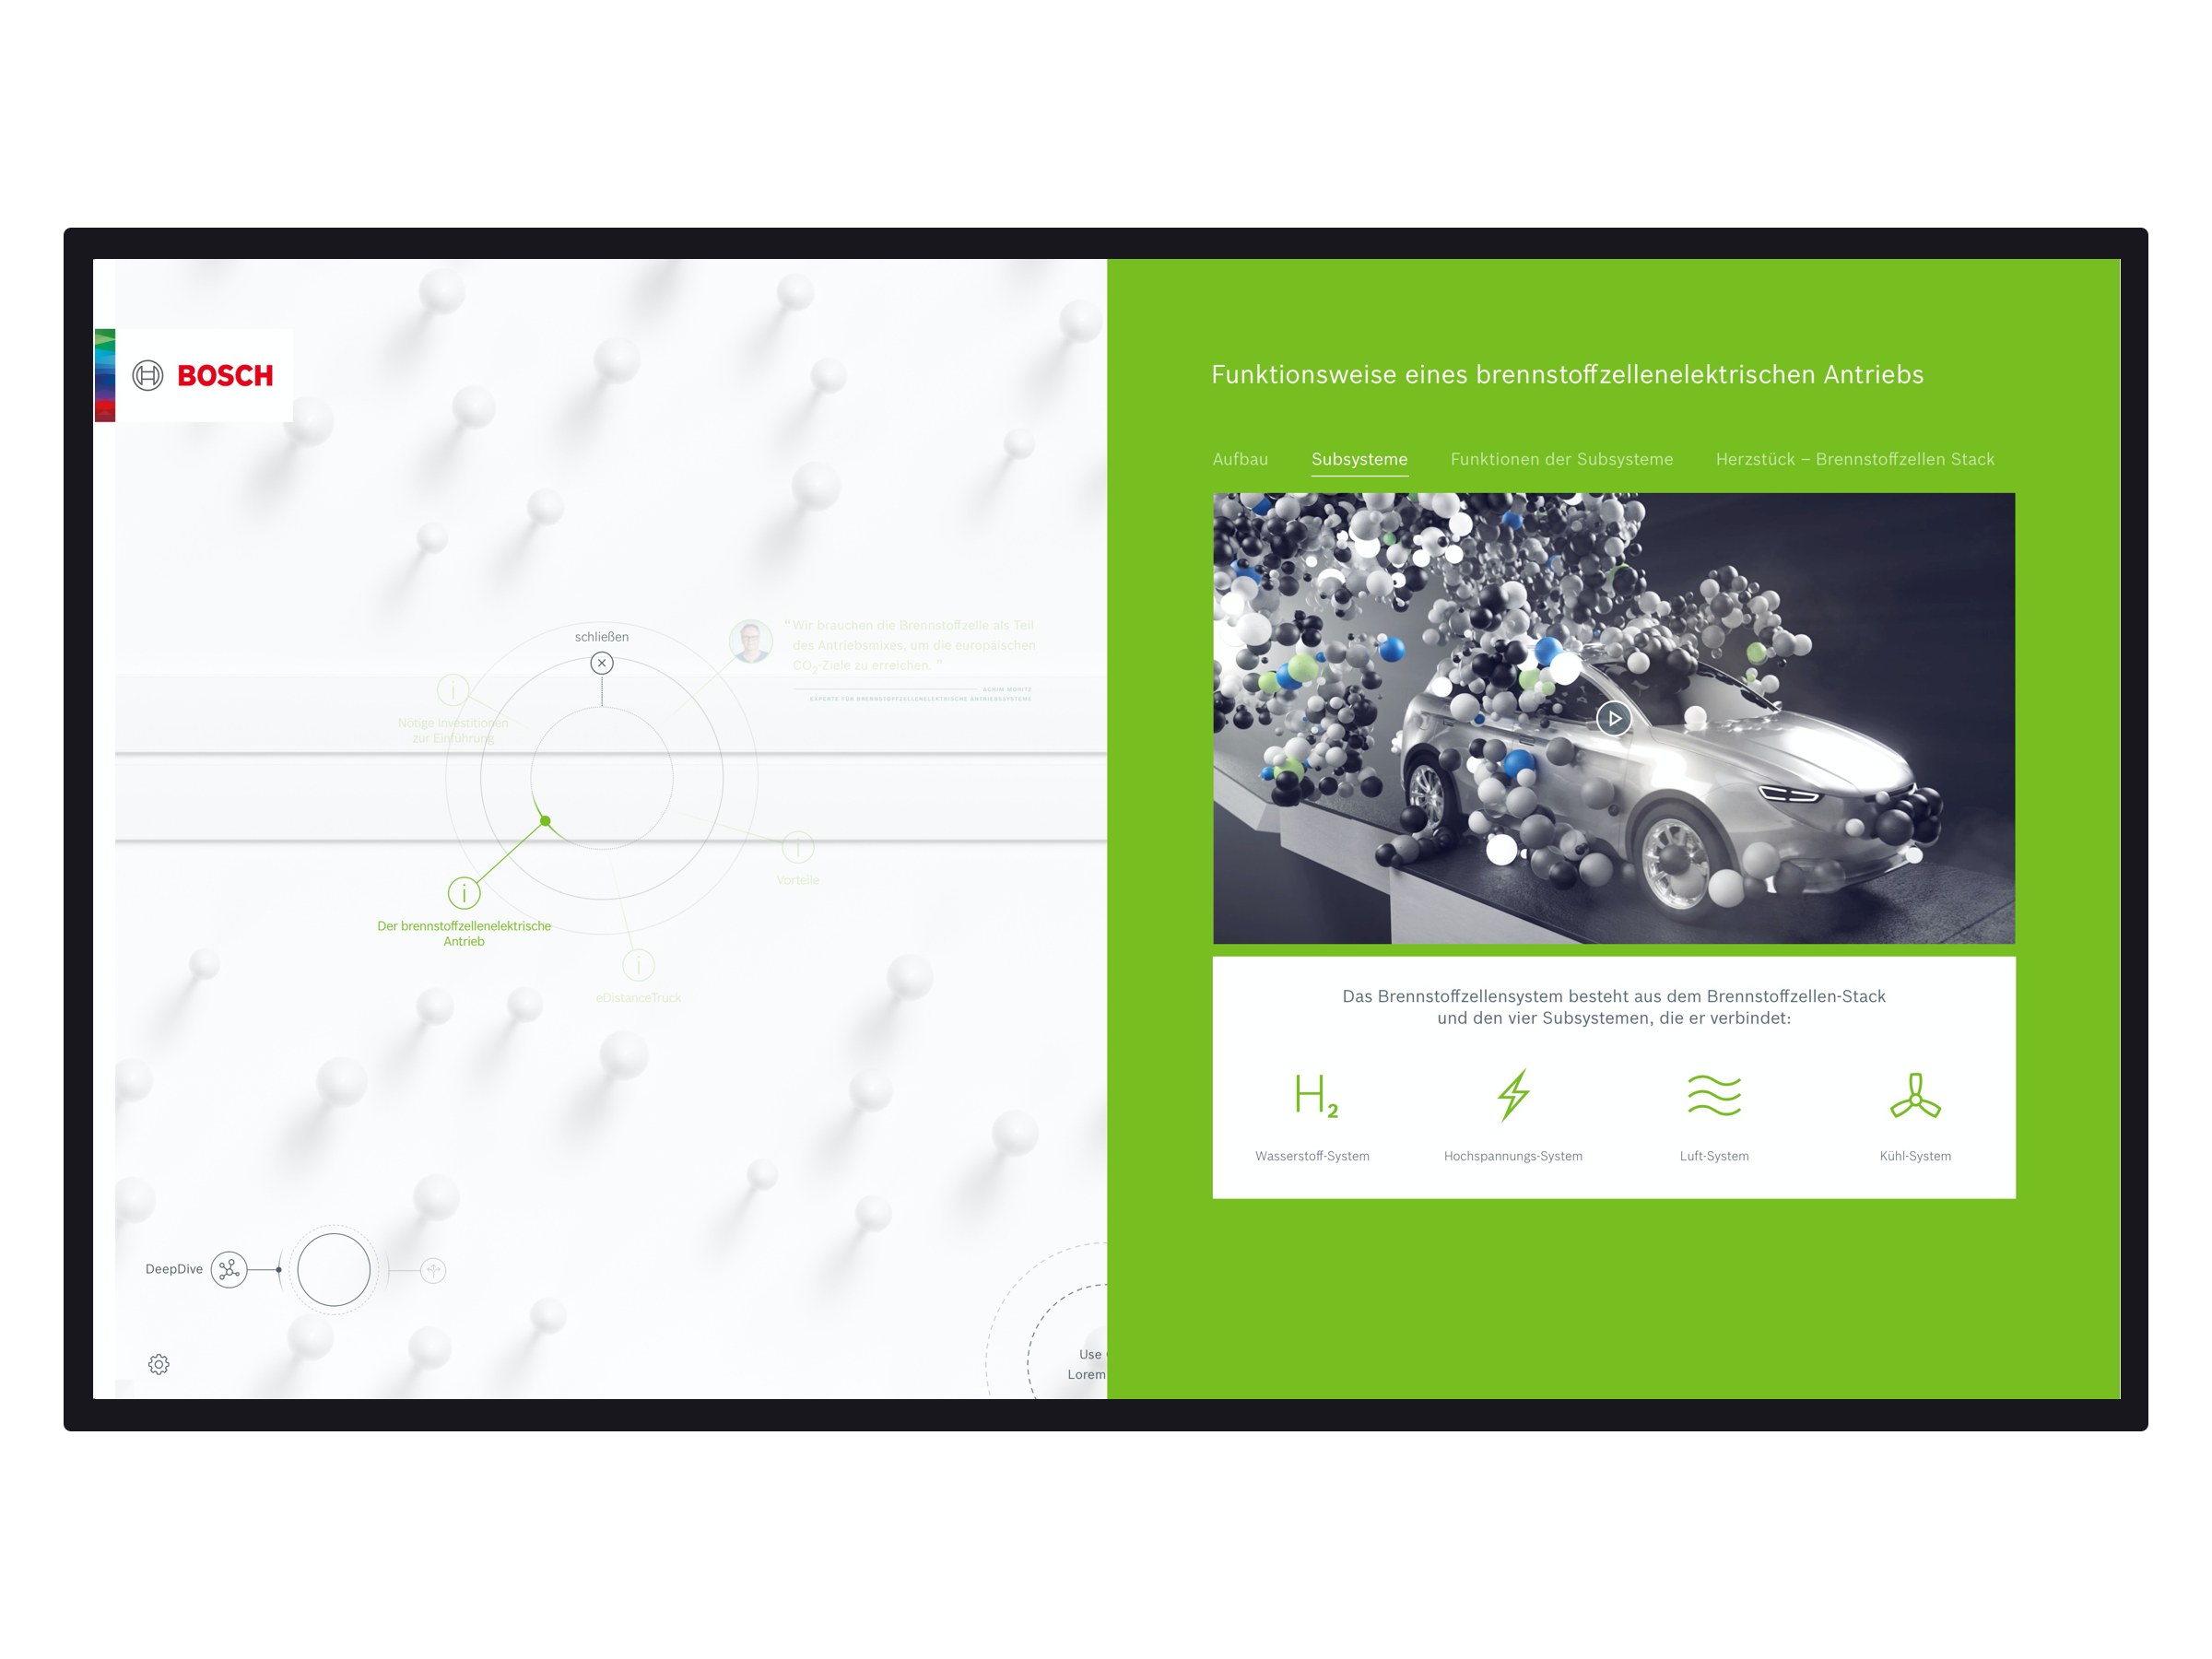 BOSCH
schließen
"Wir brauchen die Brennstoffzelle als Teil
des Antriebsmixes, um die europäischen
CO₂-Ziele zu erreichen."
ACHIM MORITZ
EXPERTE FÜR BRENNSTOFFZELLENELEKTRISCHE ANTRIEBSSYSTEME
i
Nötige Investitionen
zur Einführung
i
Vorteile
i
Der brennstoffzellenelektrische
Antrieb
i
eDistanceTruck
DeepDive
Use
Lorem
Funktionsweise eines brennstoffzellenelektrischen Antriebs
Aufbau Subsysteme Funktionen der Subsysteme Herzstück – Brennstoffzellen Stack
Das Brennstoffzellensystem besteht aus dem Brennstoffzellen-Stack
und den vier Subsystemen, die er verbindet:
H₂
Wasserstoff-System Hochspannungs-System Luft-System Kühl-System